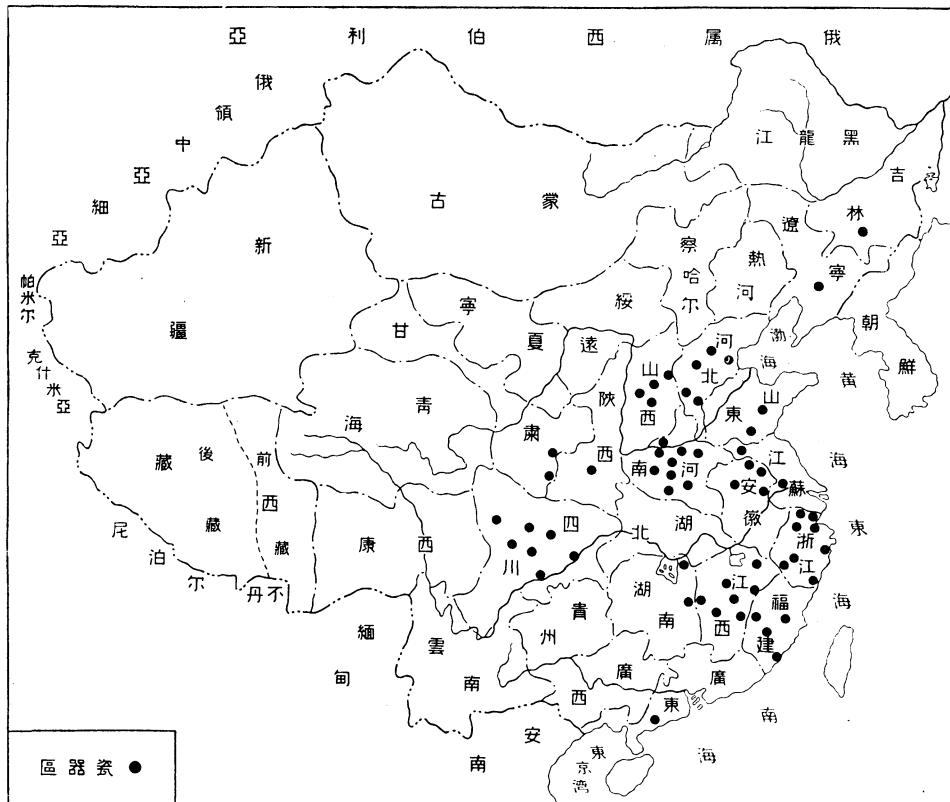 俄属西伯利亞
俄領中亞細亞
黑龍江
吉林
遼寧
蒙古
新疆
察哈尔
熱河
綏遠
寧夏
甘肅
青海
朝鮮
渤海
黃海
帕米尔
克什米亞
河北
山西
陝西
山東
河南
江蘇
安徽
西藏
前藏
後藏
西康
四川
湖北
浙江
東海
尼泊尔
不丹
緬甸
雲南
貴州
湖南
江西
福建
廣西
廣東
南海
安南
東京湾
瓷器區